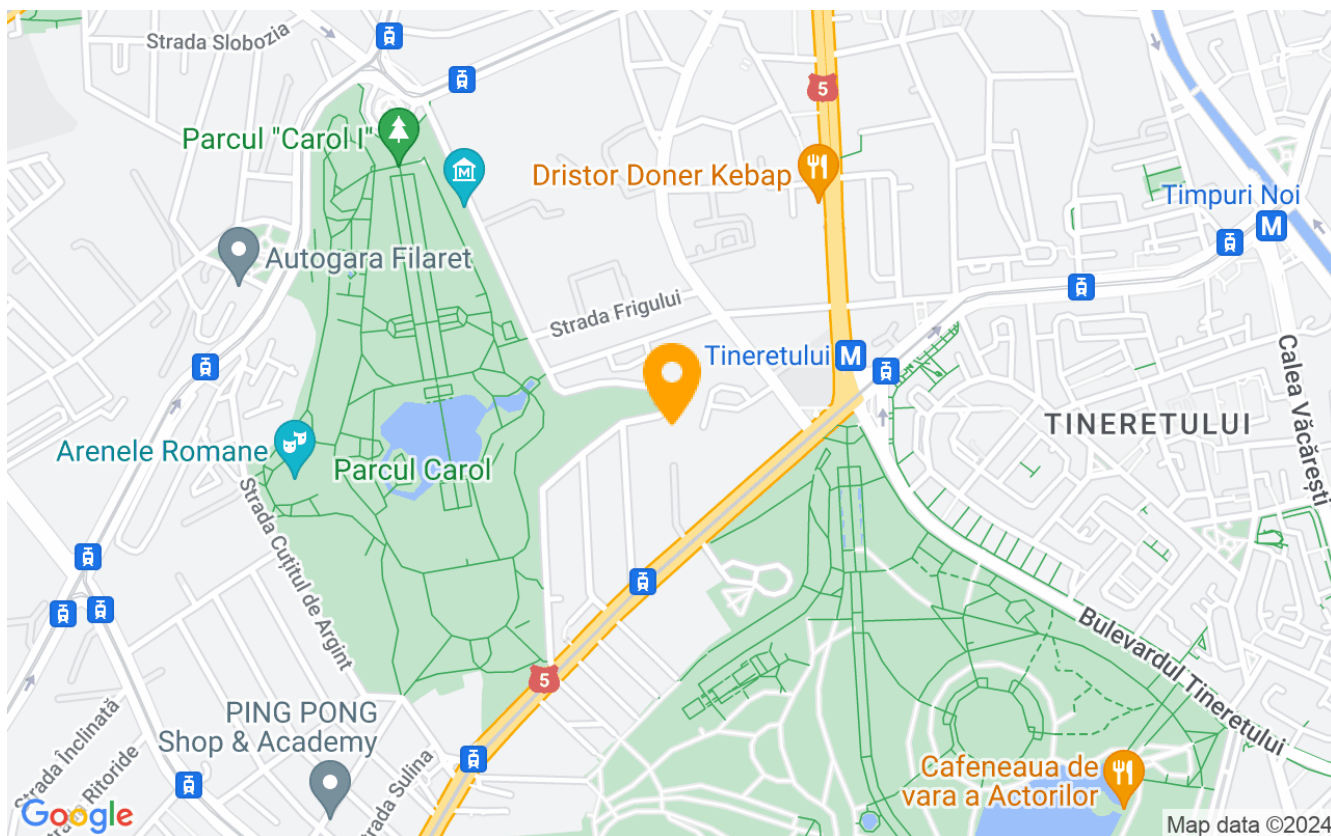 Strada Slobozia
5
Parcul "Carol I"
M
Dristor Doner Kebap
Timpuri Noi
M
Autogara Filaret
Strada Frigului
Tineretului M
Calea Văcărești
TINERETULUI
Arenele Romane
Parcul Carol
Strada Cuțitul de Argint
Bulevardul Tineretului
5
PING PONG
Shop & Academy
Strada Înclinată
Strada Ritoride
Strada Sulina
Cafeneaua de
vara a Actorilor
Google
Map data ©2024